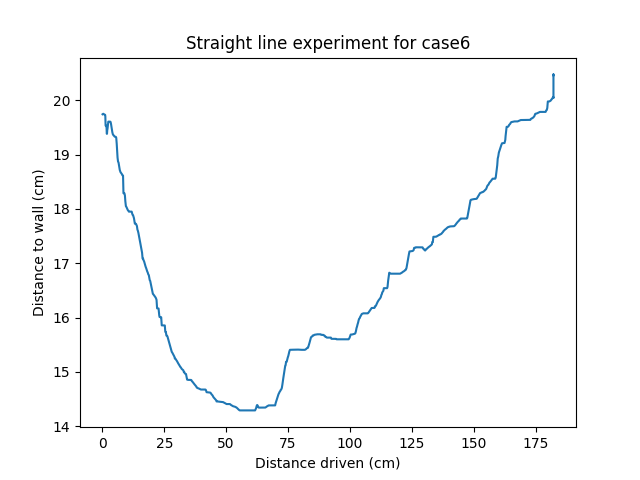 Straight line experiment for case6
Distance to wall (cm)
20
19
18
17
16
15
14
0 25 50 75 100 125 150 175
Distance driven (cm)